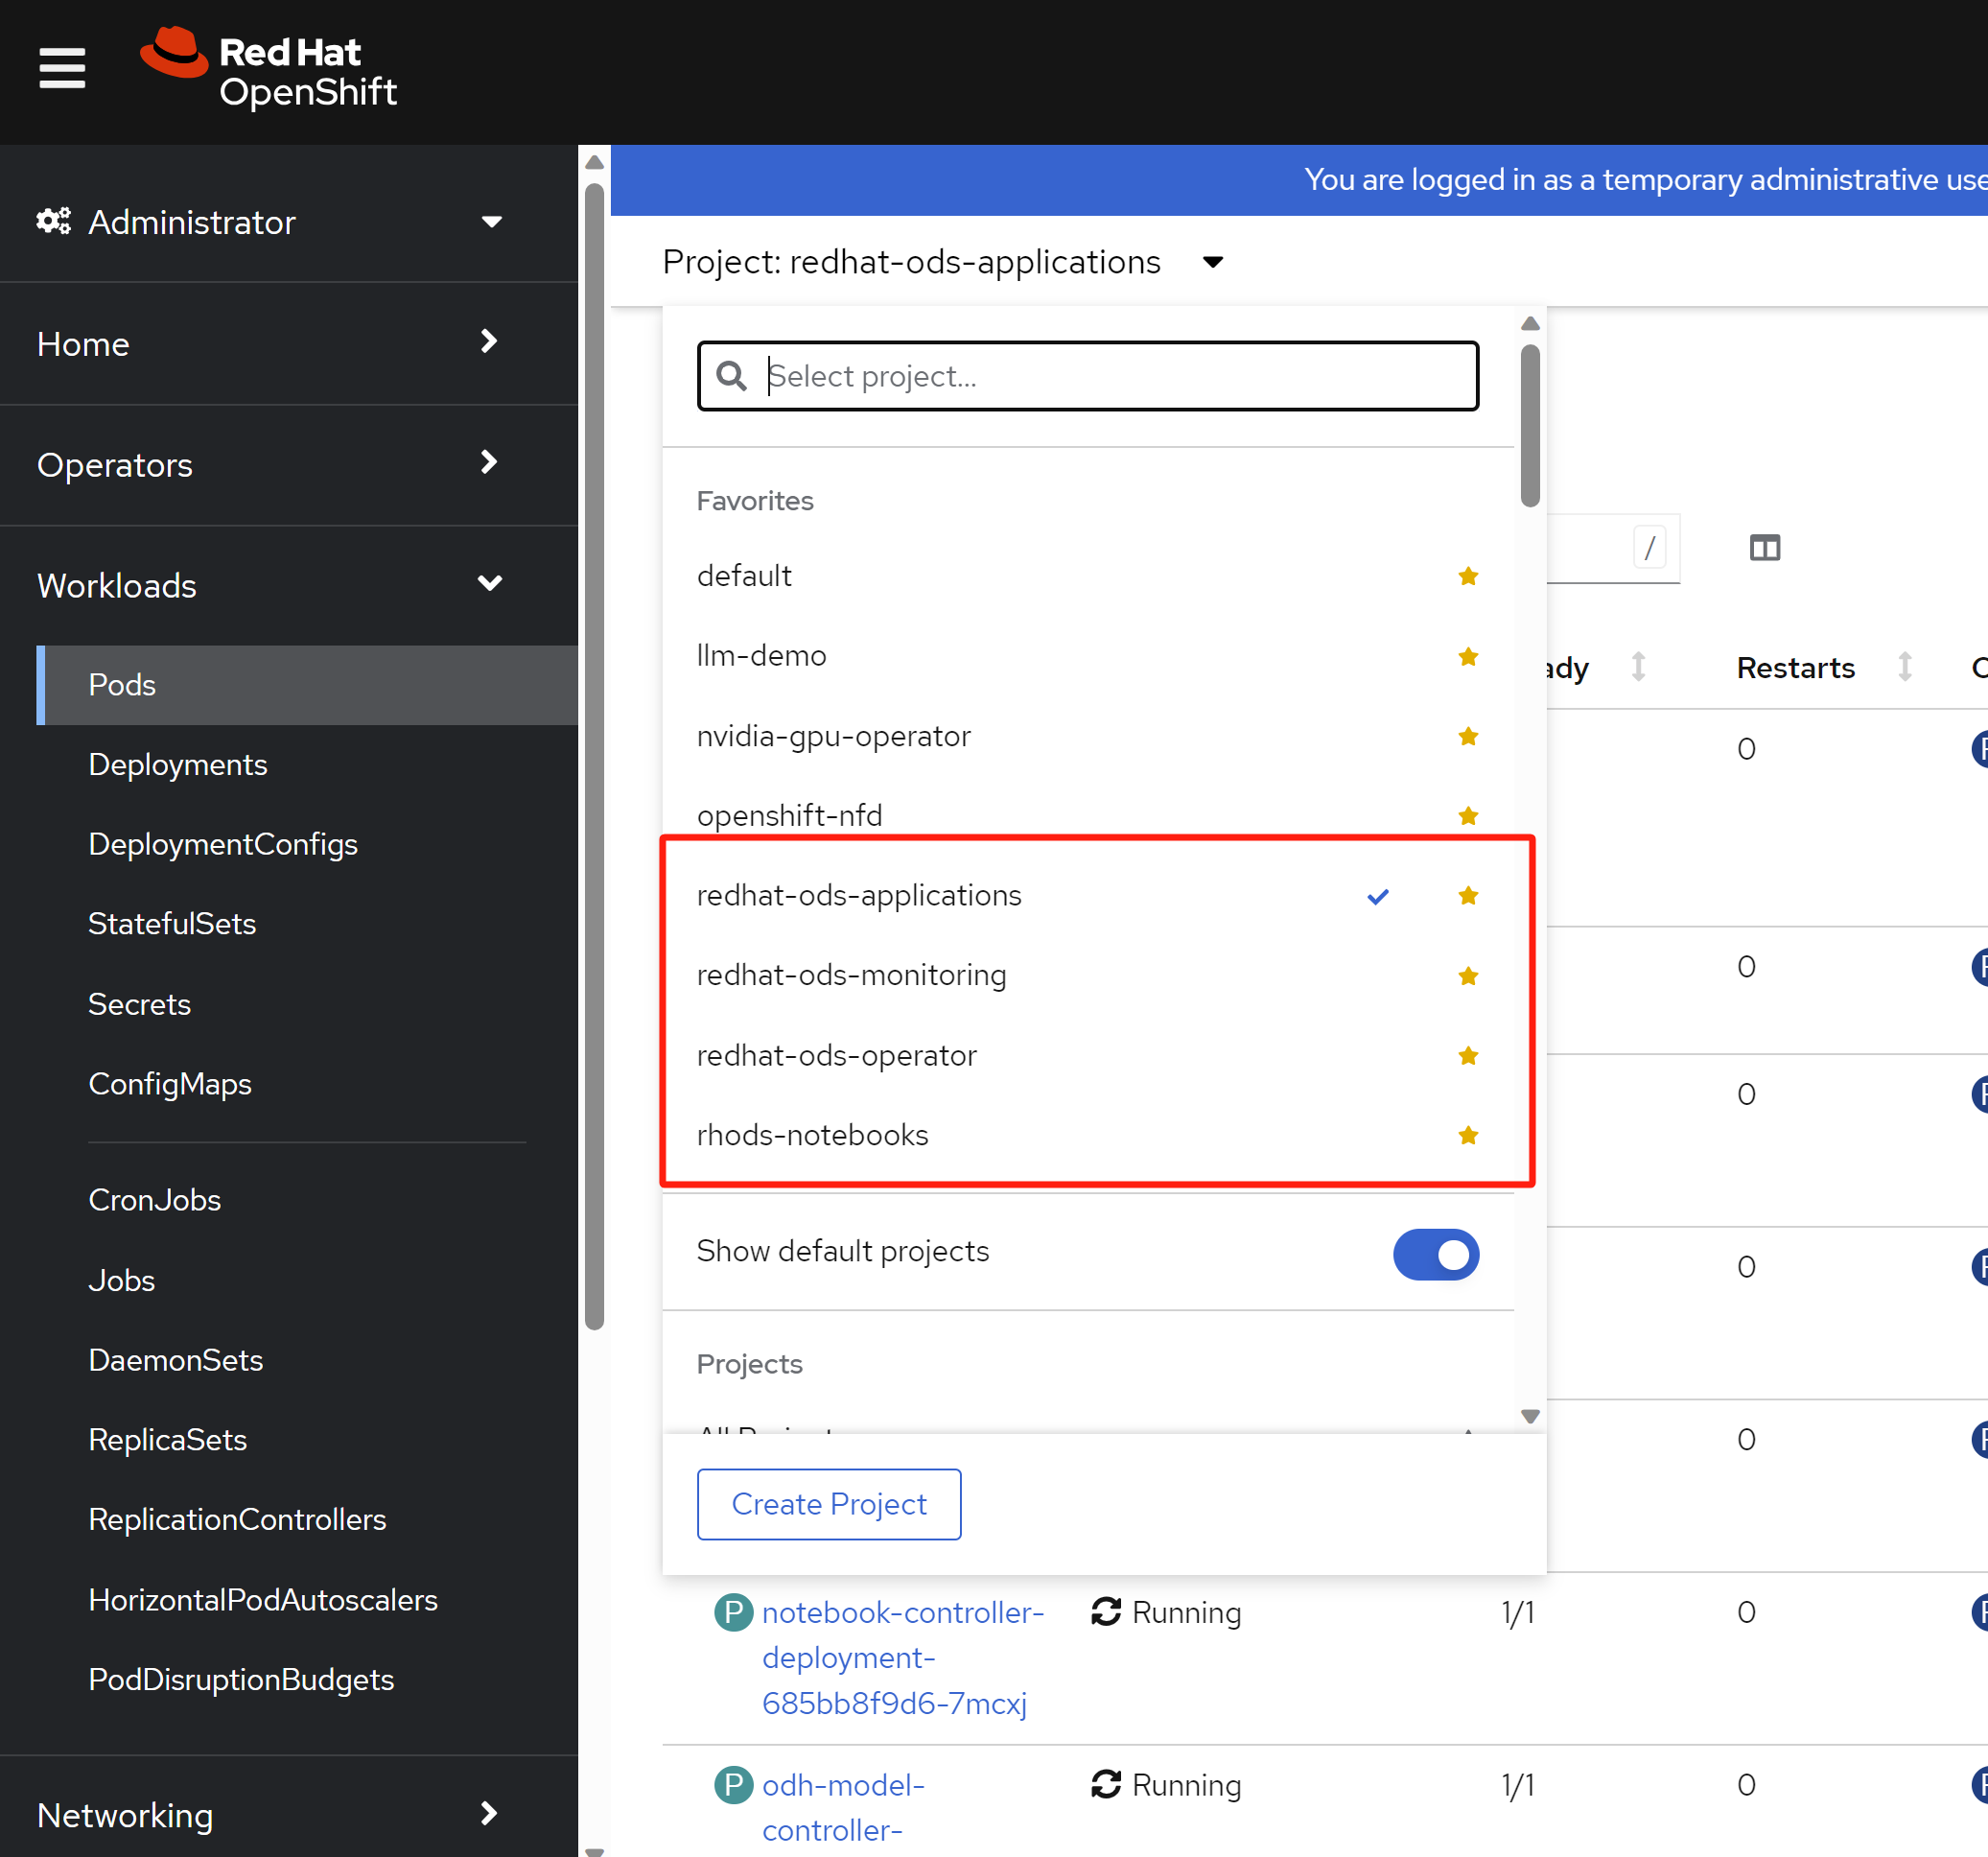 Red Hat
OpenShift
You are logged in as a temporary administrative use
Administrator
Home
Operators
Workloads
Pods
Deployments
DeploymentConfigs
StatefulSets
Secrets
ConfigMaps
CronJobs
Jobs
DaemonSets
ReplicaSets
ReplicationControllers
HorizontalPodAutoscalers
PodDisruptionBudgets
Networking
Project: redhat-ods-applications
Select project...
Favorites
default
llm-demo
nvidia-gpu-operator
openshift-nfd
redhat-ods-applications
redhat-ods-monitoring
redhat-ods-operator
rhods-notebooks
Show default projects
Projects
Create Project
/
ady Restarts
0
0
0
0
0
P notebook-controller- Running 1/1 0
deployment-
685bb8f9d6-7mcxj
P odh-model- Running 1/1 0
controller-